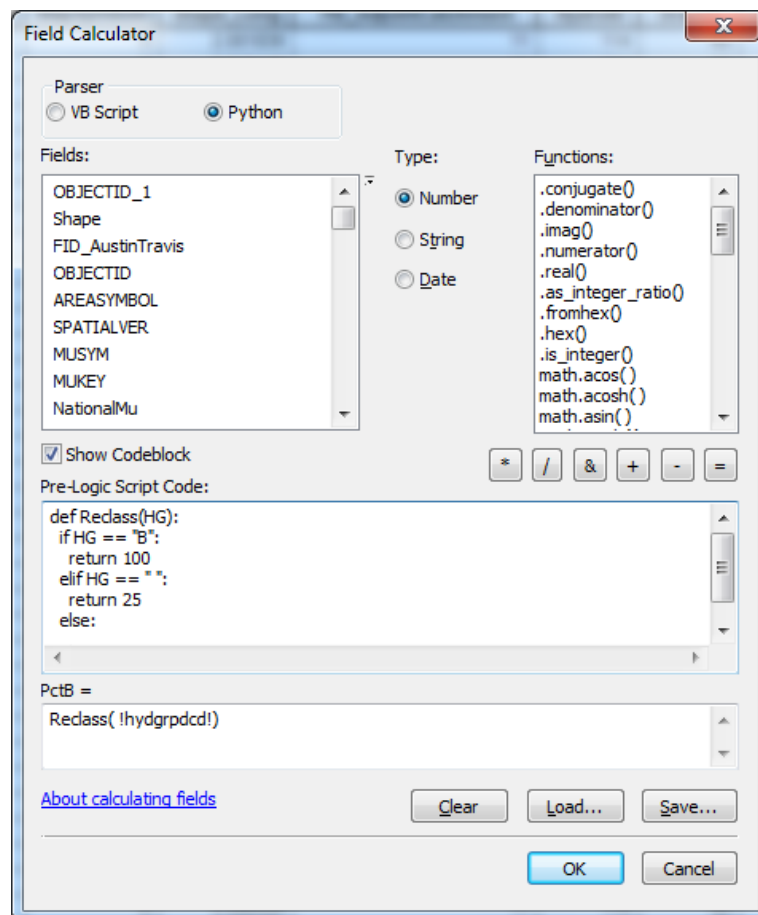 Field Calculator
Parser
VB Script
Python
Fields:
Type:
Functions:
OBJECTID_1
Shape
FID_AustinTravis
OBJECTID
AREASYMBOL
SPATIALVER
MUSYM
MUKEY
NationalMu
Number
String
Date
.conjugate()
.denominator()
.imag()
.numerator()
.real()
.as_integer_ratio()
.fromhex()
.hex()
.is_integer()
math.acos( )
math.acosh( )
math.asin( )
Show Codeblock
* / & + - =
Pre-Logic Script Code:
def Reclass(HG):
if HG == "B":
return 100
elif HG == " ":
return 25
else:
PctB =
Reclass( !hydgrpdcd!)
About calculating fields
Clear
Load...
Save...
OK
Cancel